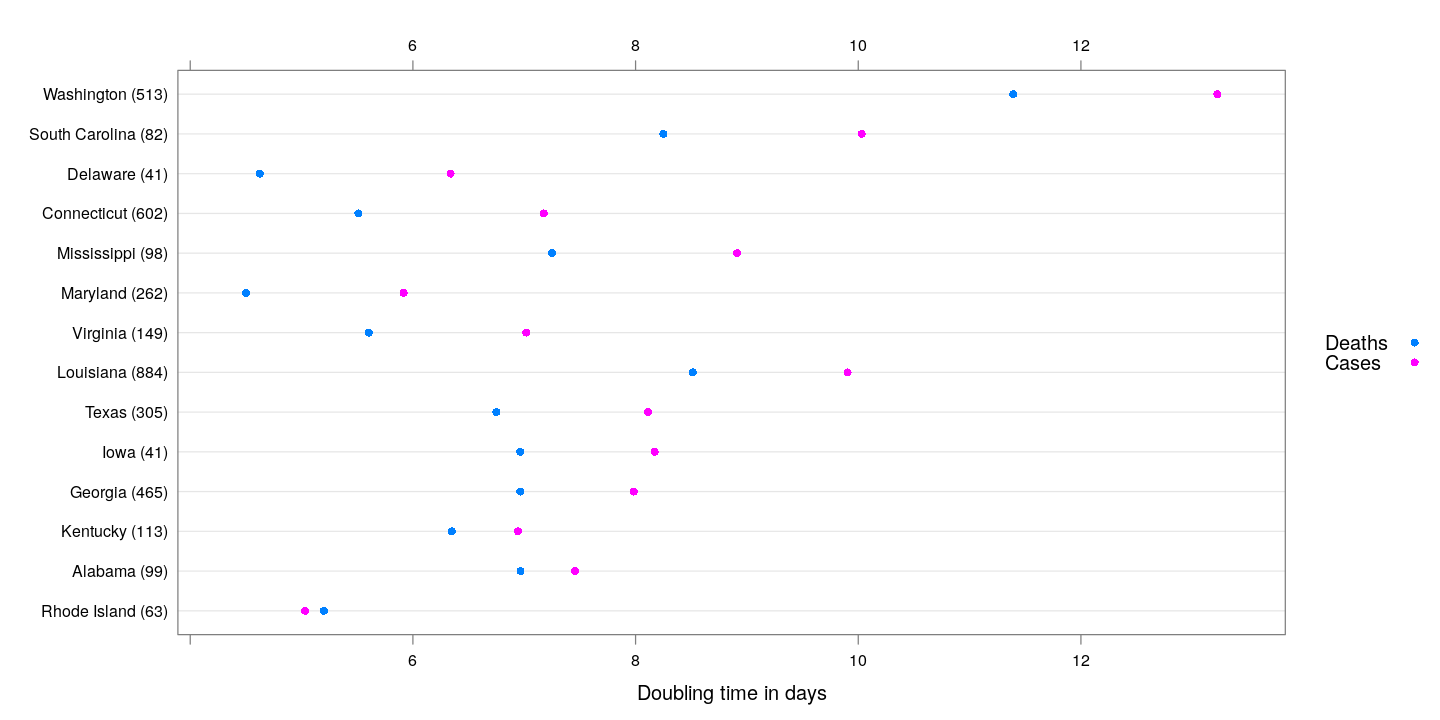 6 8 10 12
Washington (513)
South Carolina (82)
Delaware (41)
Connecticut (602)
Mississippi (98)
Maryland (262)
Virginia (149)
Louisiana (884)
Texas (305)
Iowa (41)
Georgia (465)
Kentucky (113)
Alabama (99)
Rhode Island (63)
6 8 10 12
Doubling time in days
Deaths
Cases